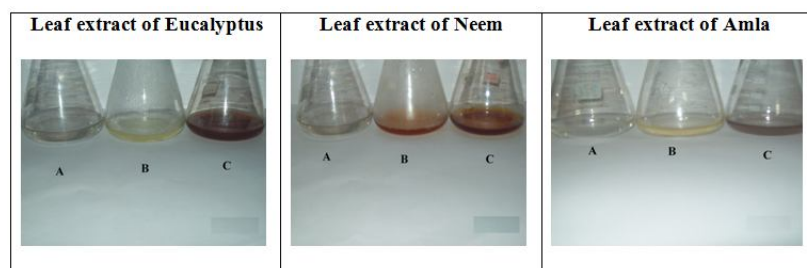 Leaf extract of Eucalyptus
Leaf extract of Neem
Leaf extract of Amla
A
B
C
A
B
C
A
B
C